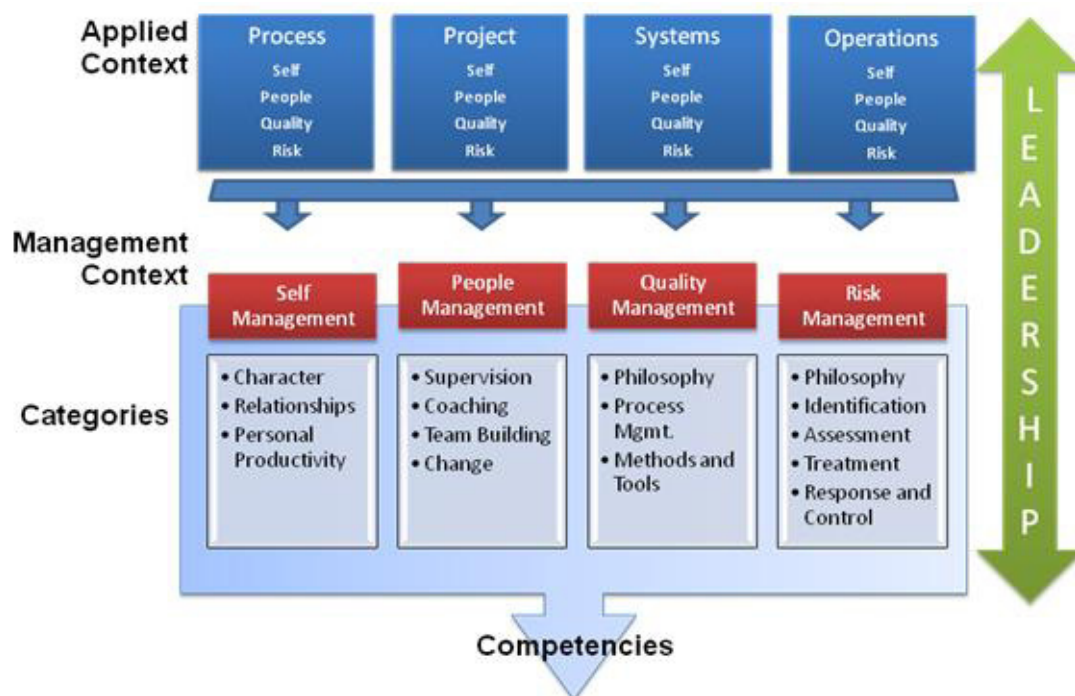 Applied
Context
Process
Self
People
Quality
Risk
Project
Self
People
Quality
Risk
Systems
Self
People
Quality
Risk
Operations
Self
People
Quality
Risk
LEADERSHIP
Management
Context
Self
Management
People
Management
Quality
Management
Risk
Management
Categories
• Character
• Relationships
• Personal
Productivity
• Supervision
• Coaching
• Team Building
• Change
• Philosophy
• Process
Mgmt.
• Methods and
Tools
• Philosophy
• Identification
• Assessment
• Treatment
• Response and
Control
Competencies